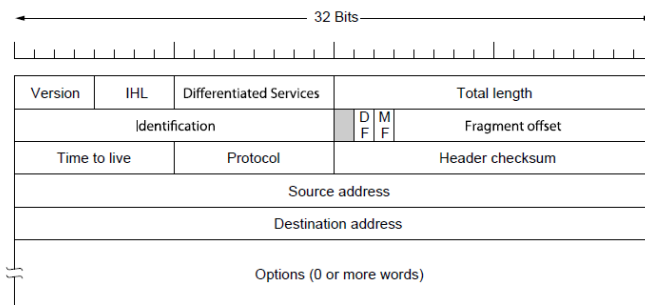 32 Bits
Version IHL Differentiated Services Total length
Identification D F M F Fragment offset
Time to live Protocol Header checksum
Source address
Destination address
Options (0 or more words)